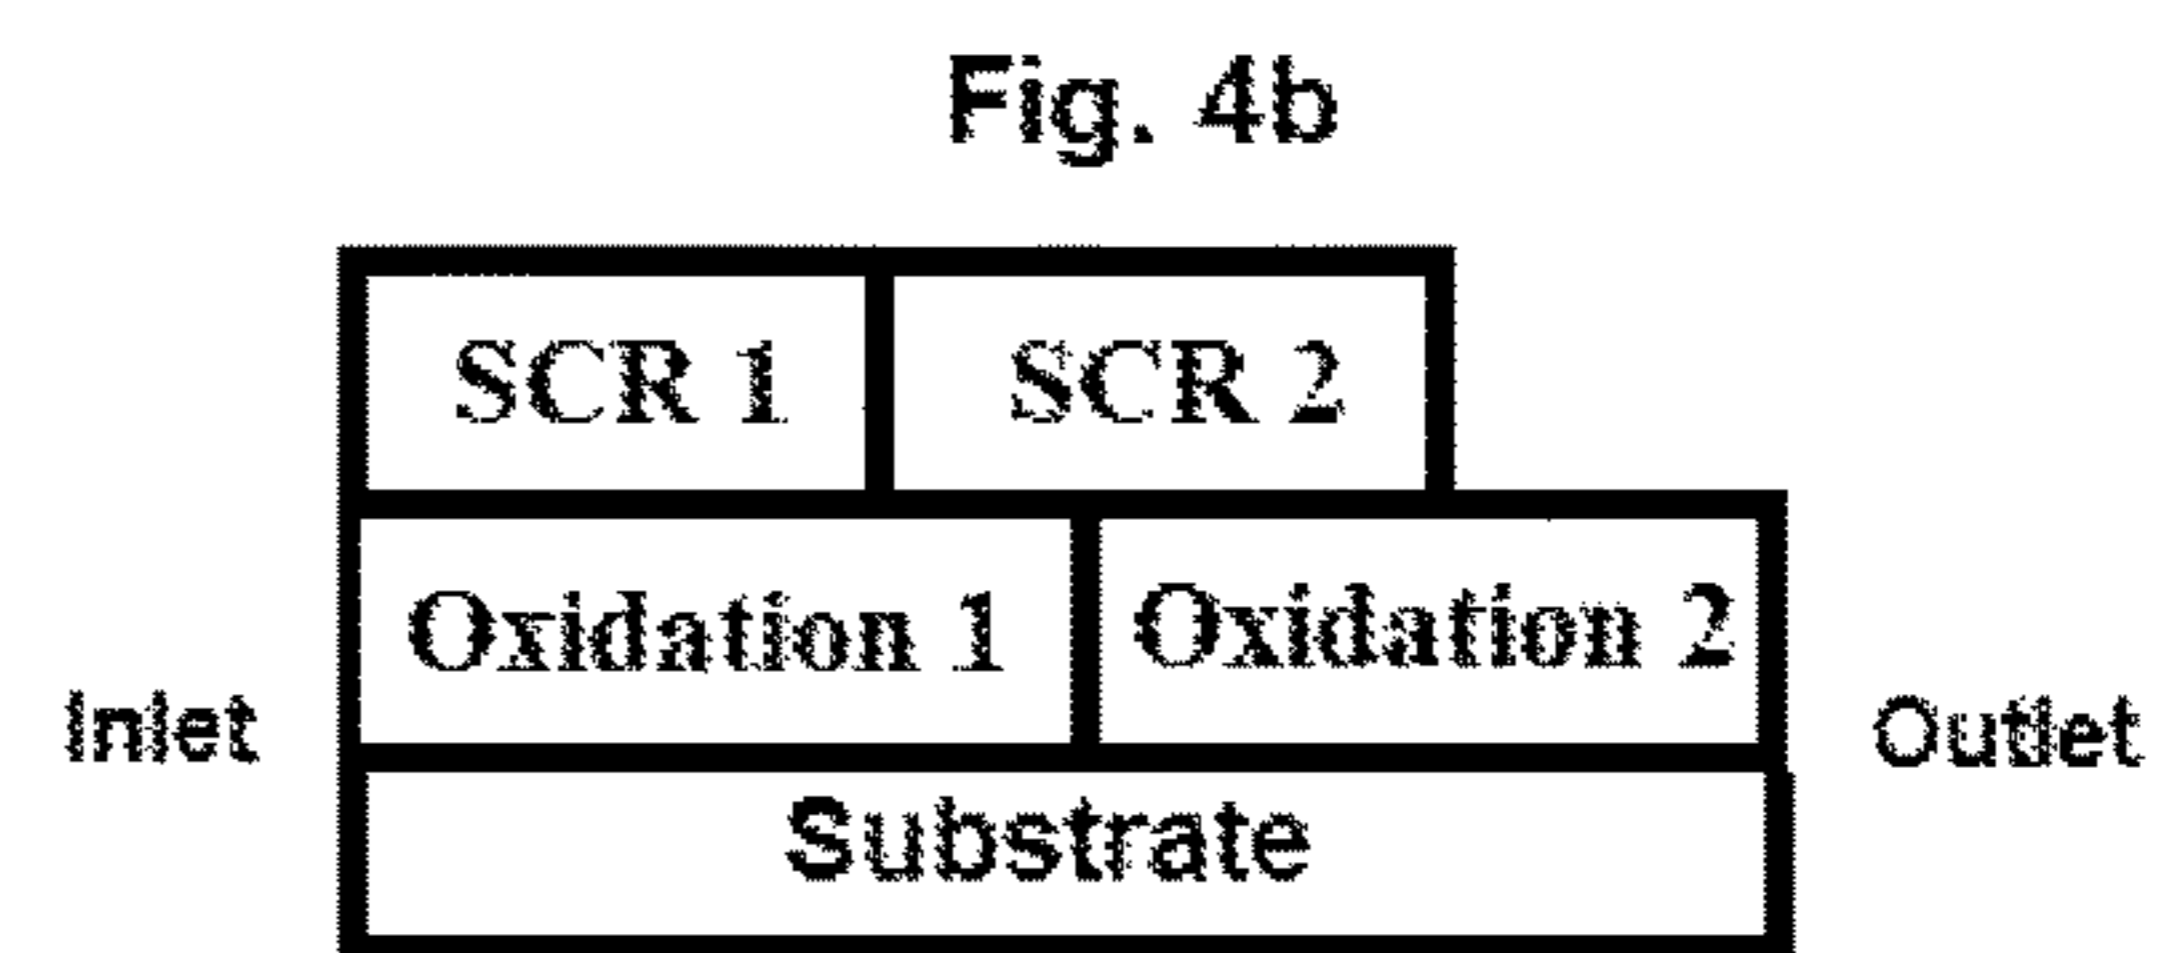 Fig. 4b
SCR 1 SCR 2
Oxidation 1 Oxidation 2
Inlet Outlet
Substrate